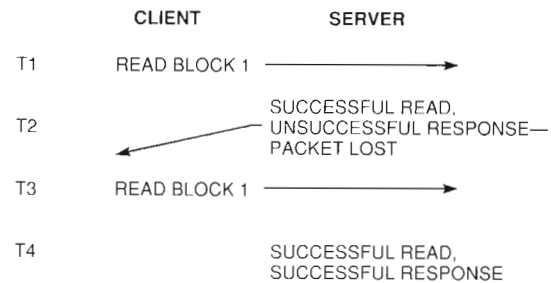 CLIENT SERVER
T1 READ BLOCK 1
T2 SUCCESSFUL READ,
UNSUCCESSFUL RESPONSE—
PACKET LOST
T3 READ BLOCK 1
T4 SUCCESSFUL READ,
SUCCESSFUL RESPONSE